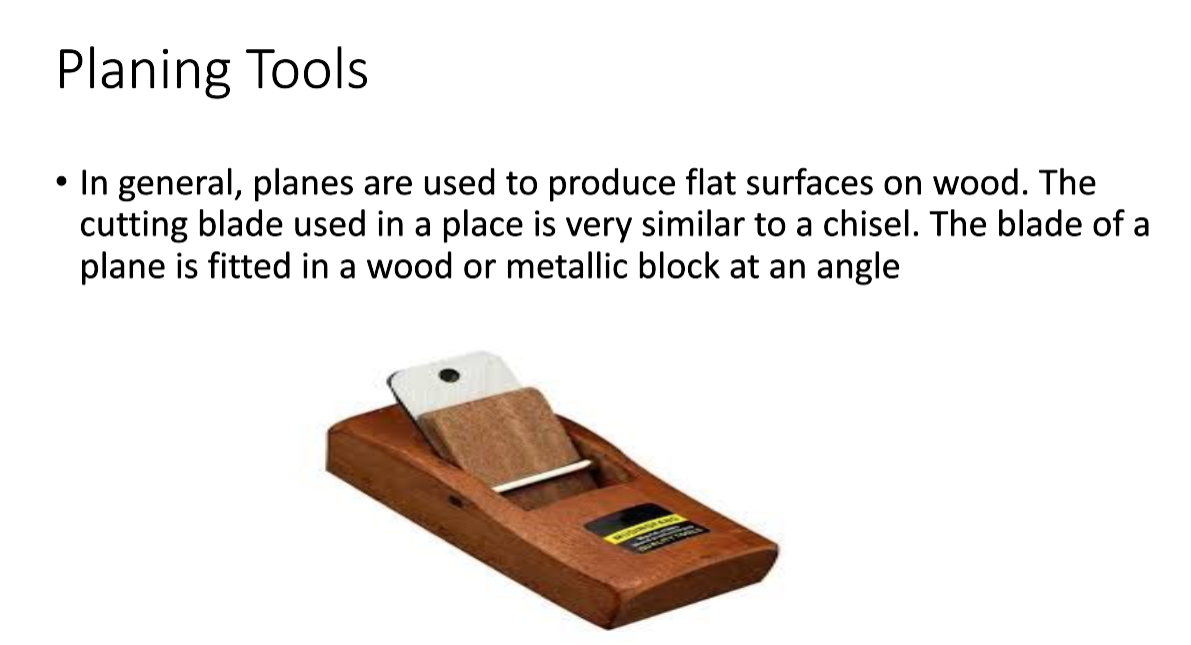 Planing Tools
• In general, planes are used to produce flat surfaces on wood. The
cutting blade used in a place is very similar to a chisel. The blade of a
plane is fitted in a wood or metallic block at an angle
QUALITY TOOLS